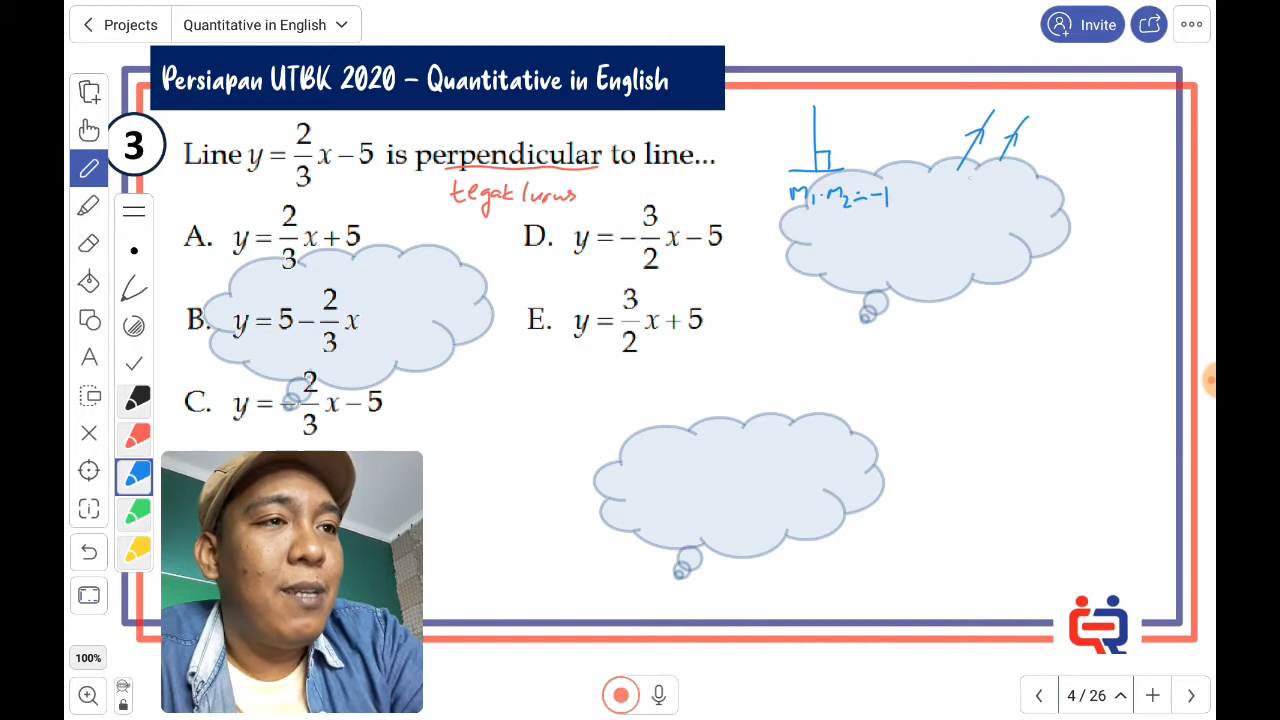 Projects
Quantitative in English
Invite
Persiapan UTBK 2020 – Quantitative in English
3
Line y = 2/3 x − 5 is perpendicular to line...
tegak lurus
A. y = 2/3 x + 5
B. y = 5 − 2/3 x
C. y = − 2/3 x − 5
D. y = − 3/2 x − 5
E. y = 3/2 x + 5
m₁ · m₂ = −1
100%
4 / 26